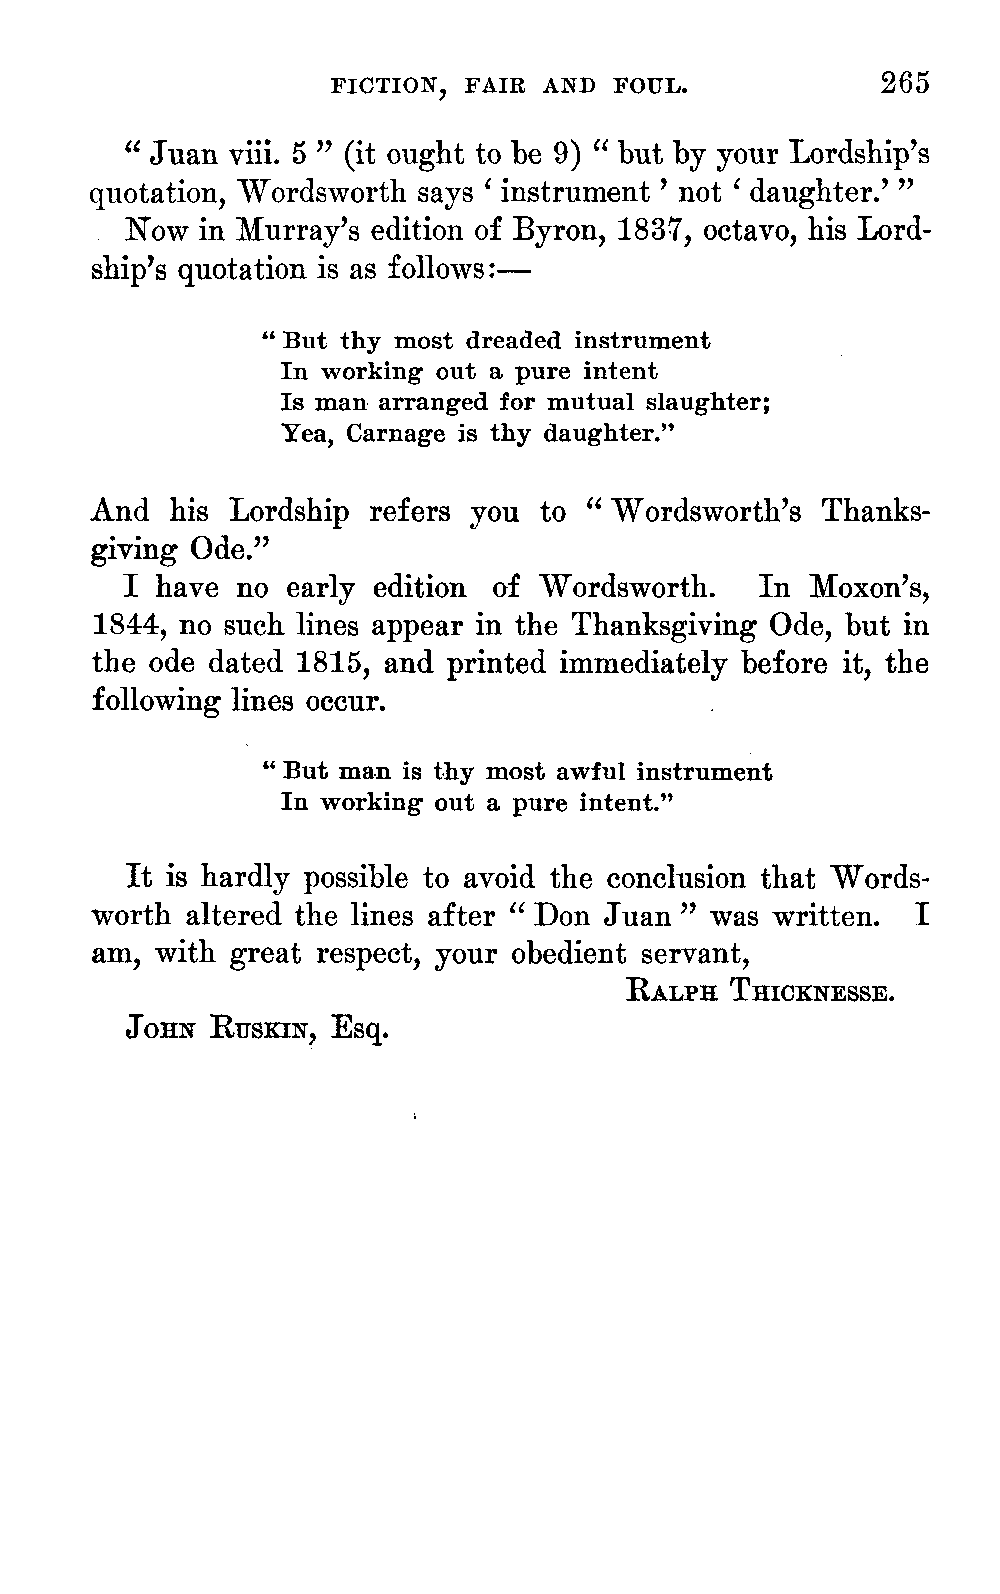 FICTION, FAIR AND FOUL. 265
“ Juan viii. 5 ” (it ought to be 9) “ but by your Lordship’s
quotation, Wordsworth says ‘ instrument ’ not ‘ daughter.’ ”
Now in Murray’s edition of Byron, 1837, octavo, his Lord-
ship’s quotation is as follows:—
“ But thy most dreaded instrument
In working out a pure intent
Is man arranged for mutual slaughter;
Yea, Carnage is thy daughter.”
And his Lordship refers you to “ Wordsworth’s Thanks-
giving Ode.”
I have no early edition of Wordsworth. In Moxon’s,
1844, no such lines appear in the Thanksgiving Ode, but in
the ode dated 1815, and printed immediately before it, the
following lines occur.
“ But man is thy most awful instrument
In working out a pure intent.”
It is hardly possible to avoid the conclusion that Words-
worth altered the lines after “ Don Juan ” was written. I
am, with great respect, your obedient servant,
RALPH THICKNESSE.
JOHN RUSKIN, Esq.